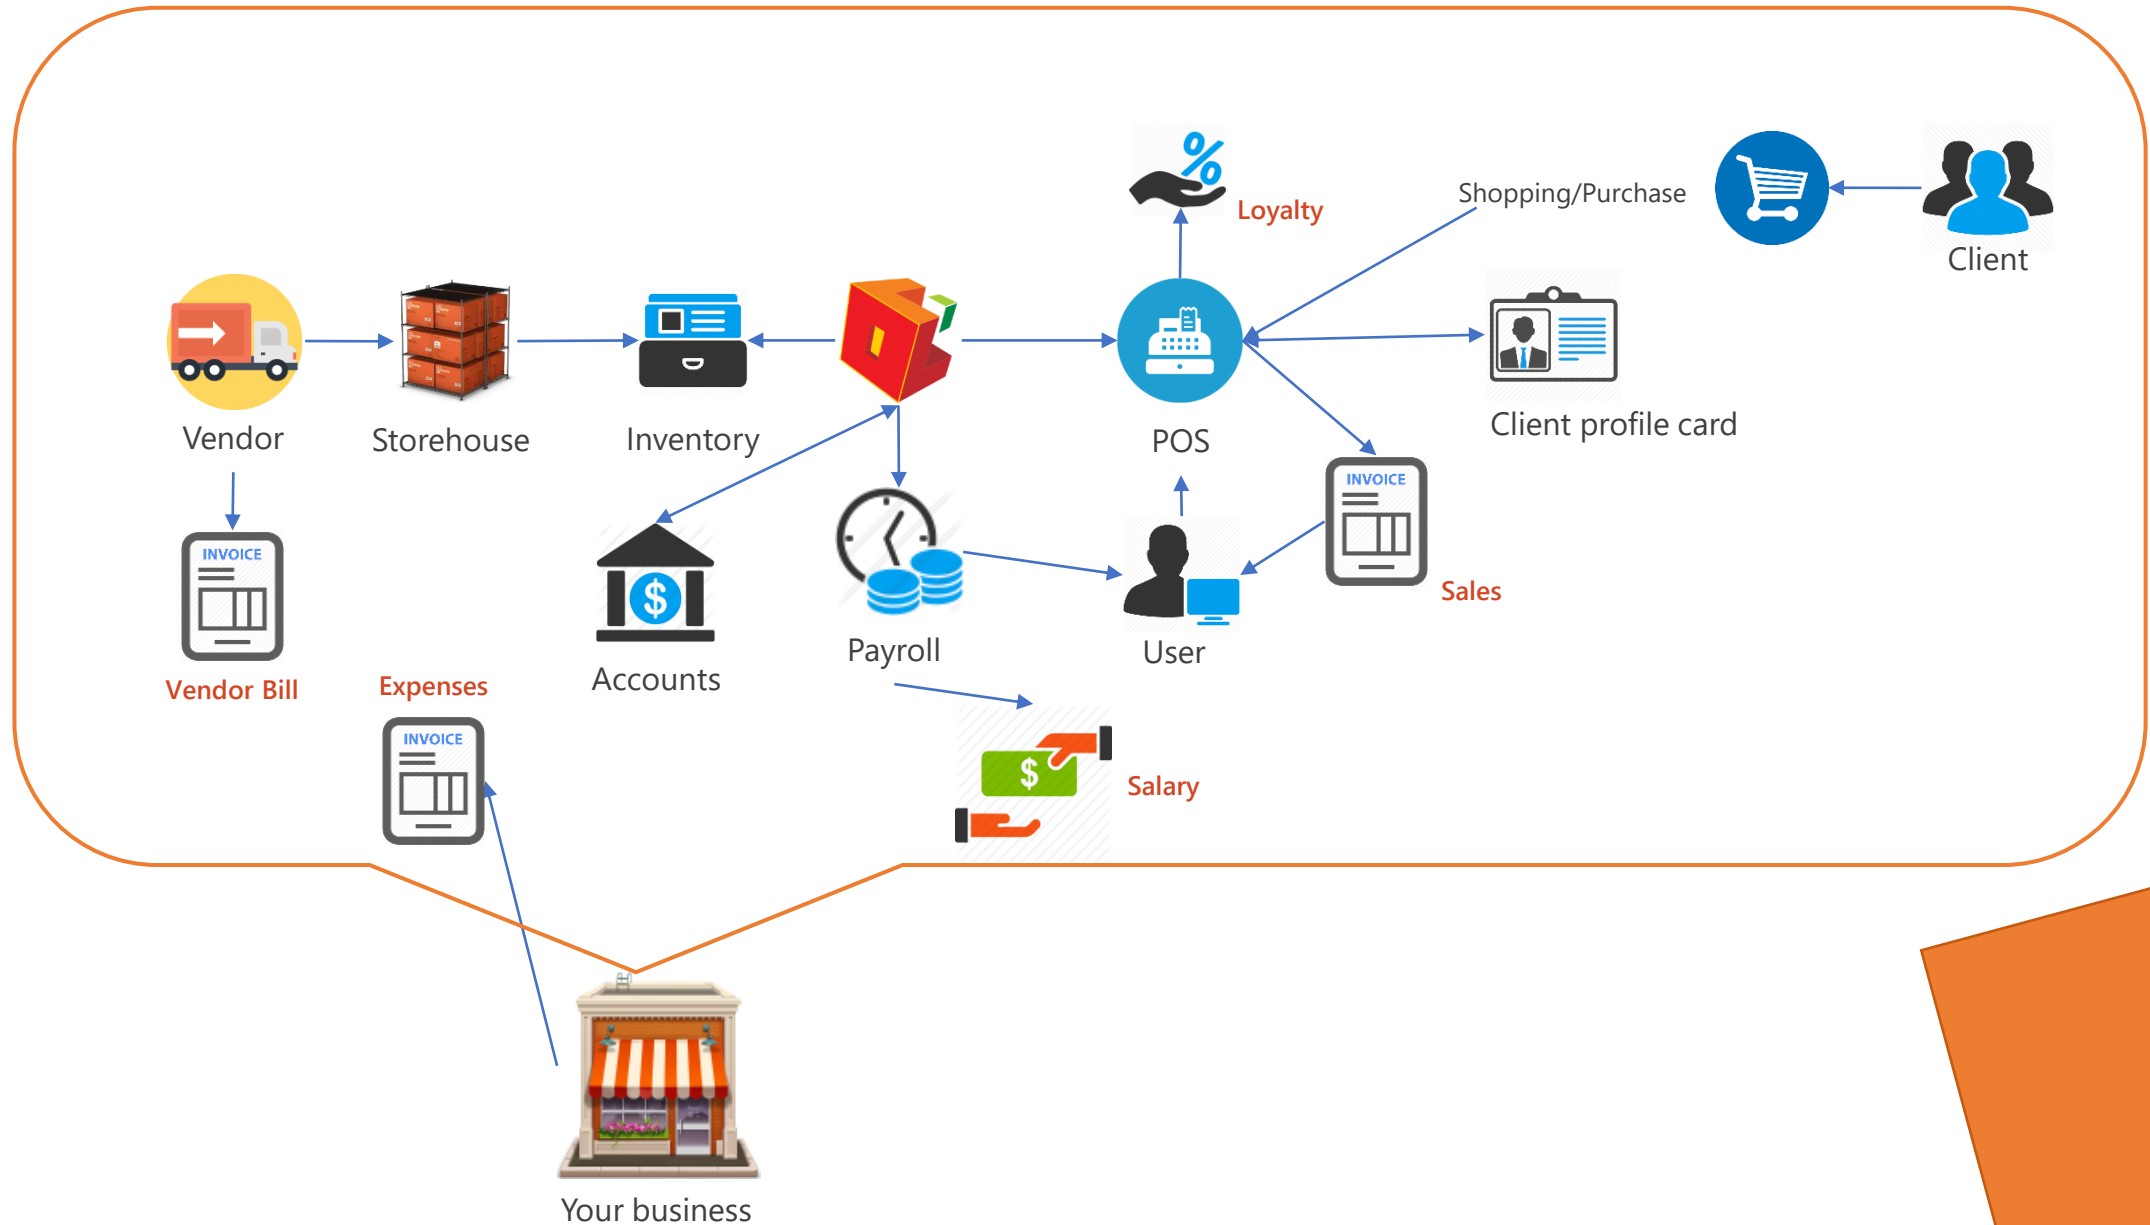 %
Loyalty
Shopping/Purchase
Client
Vendor
Storehouse
Inventory
POS
Client profile card
INVOICE
Vendor Bill
Expenses
INVOICE
$
Accounts
Payroll
User
INVOICE
Sales
$
Salary
Your business